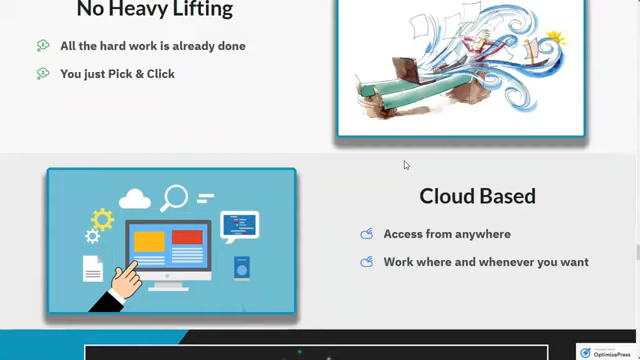 No Heavy Lifting
All the hard work is already done
You just Pick & Click
Cloud Based
Access from anywhere
Work where and whenever you want
OptimizePress